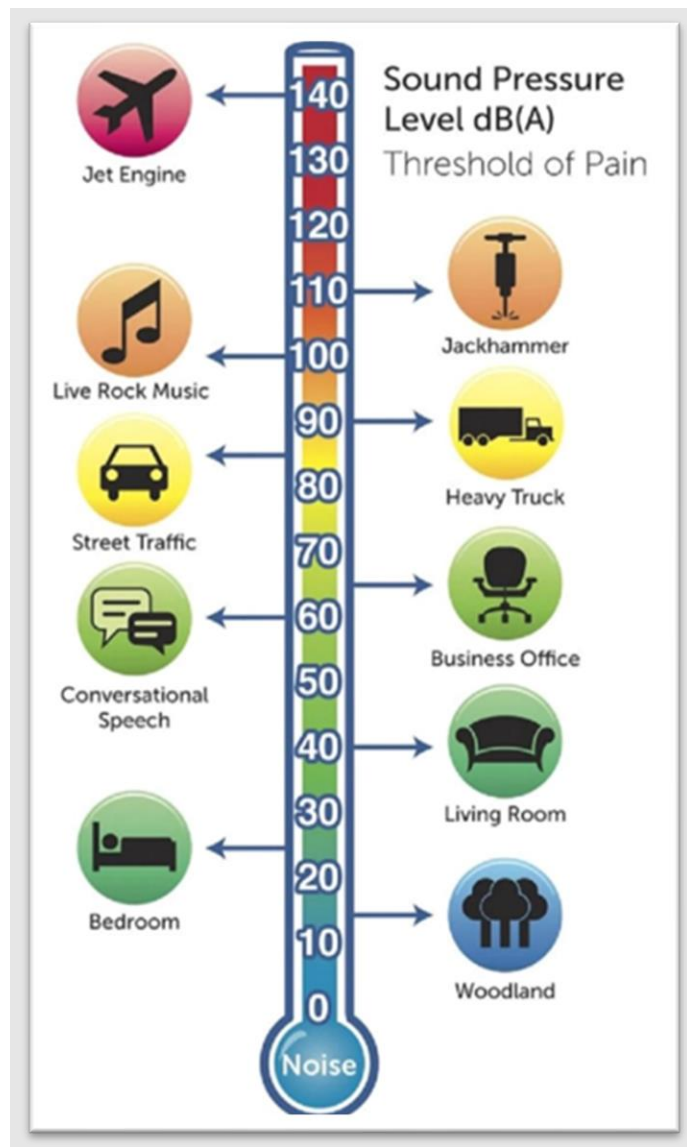 Sound Pressure
Level dB(A)
Threshold of Pain
140
130
120
110
100
90
80
70
60
50
40
30
20
10
0
Noise
Jet Engine
Jackhammer
Live Rock Music
Heavy Truck
Street Traffic
Business Office
Conversational
Speech
Living Room
Bedroom
Woodland